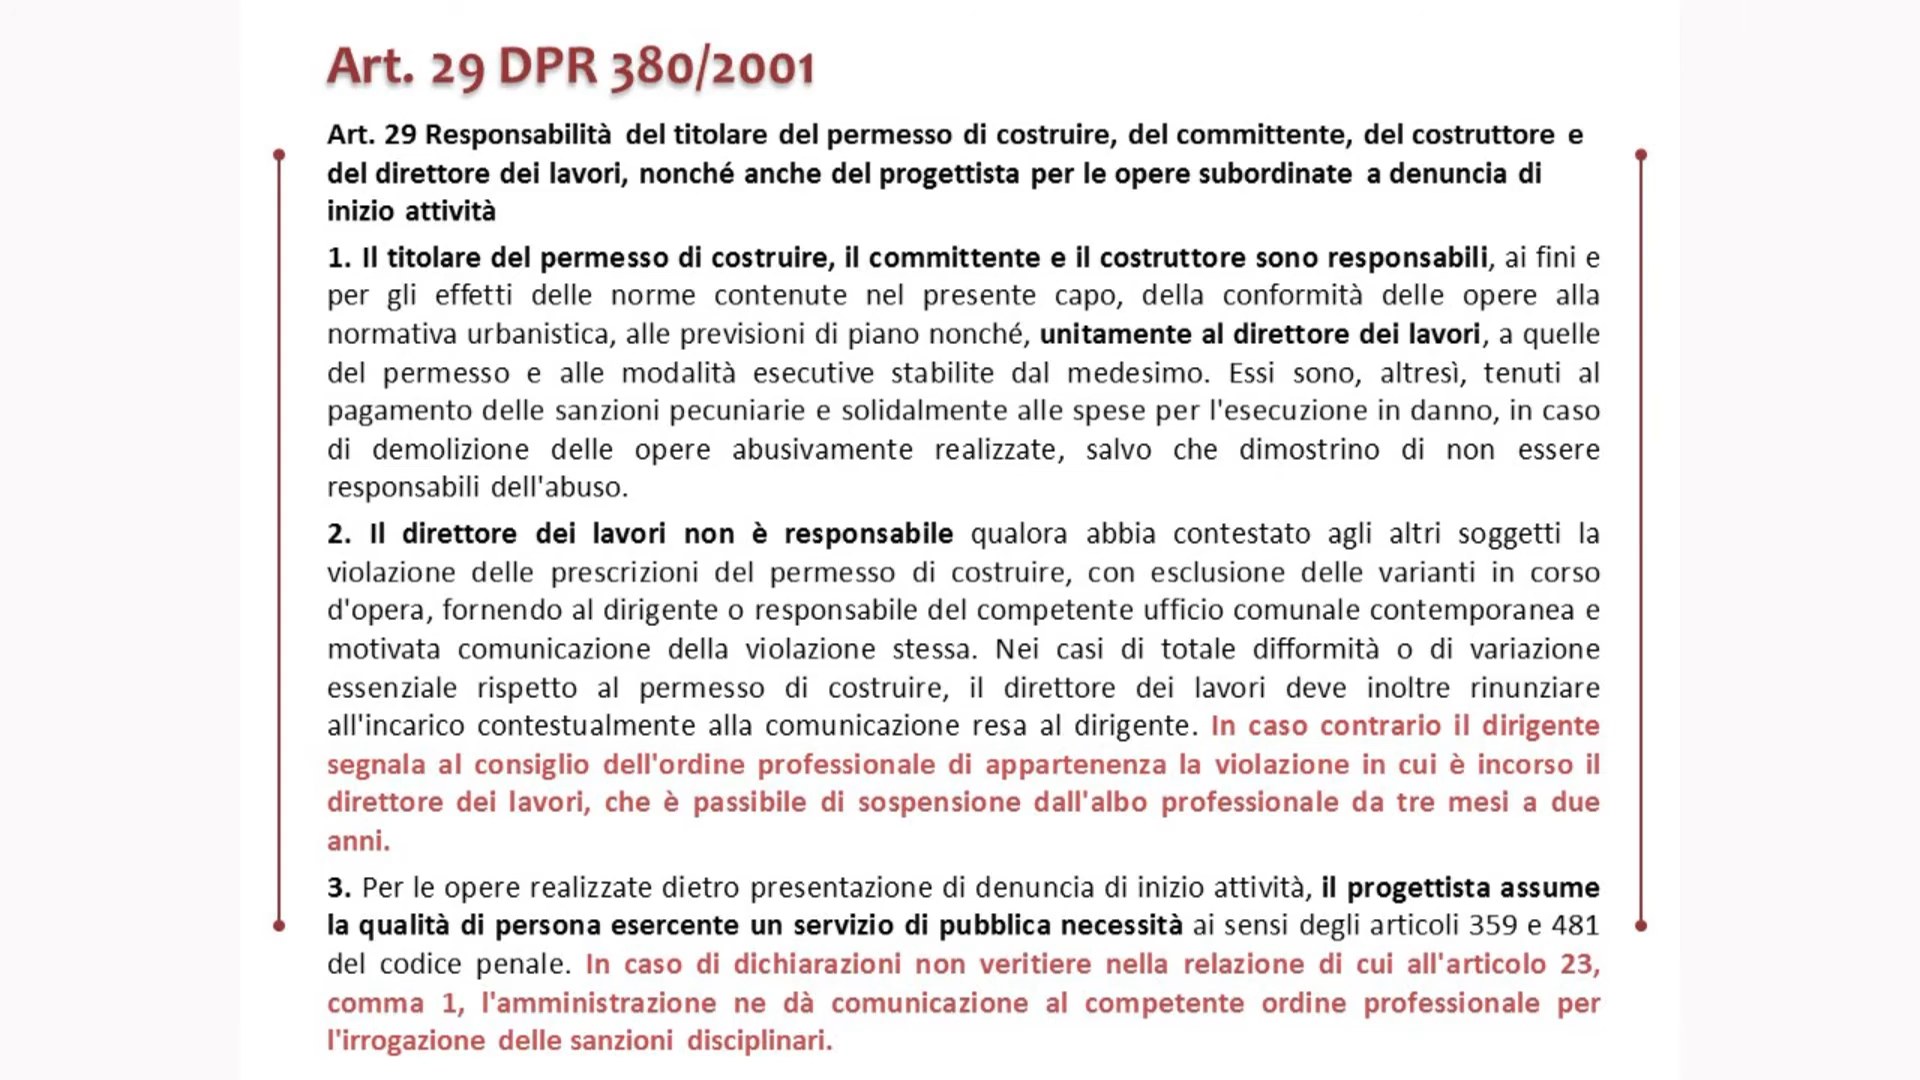 Art. 29 DPR 380/2001
Art. 29 Responsabilità del titolare del permesso di costruire, del committente, del costruttore e
del direttore dei lavori, nonché anche del progettista per le opere subordinate a denuncia di
inizio attività
1. Il titolare del permesso di costruire, il committente e il costruttore sono responsabili, ai fini e
per gli effetti delle norme contenute nel presente capo, della conformità delle opere alla
normativa urbanistica, alle previsioni di piano nonché, unitamente al direttore dei lavori, a quelle
del permesso e alle modalità esecutive stabilite dal medesimo. Essi sono, altresì, tenuti al
pagamento delle sanzioni pecuniarie e solidalmente alle spese per l'esecuzione in danno, in caso
di demolizione delle opere abusivamente realizzate, salvo che dimostrino di non essere
responsabili dell'abuso.
2. Il direttore dei lavori non è responsabile qualora abbia contestato agli altri soggetti la
violazione delle prescrizioni del permesso di costruire, con esclusione delle varianti in corso
d'opera, fornendo al dirigente o responsabile del competente ufficio comunale contemporanea e
motivata comunicazione della violazione stessa. Nei casi di totale difformità o di variazione
essenziale rispetto al permesso di costruire, il direttore dei lavori deve inoltre rinunziare
all'incarico contestualmente alla comunicazione resa al dirigente. In caso contrario il dirigente
segnala al consiglio dell'ordine professionale di appartenenza la violazione in cui è incorso il
direttore dei lavori, che è passibile di sospensione dall'albo professionale da tre mesi a due
anni.
3. Per le opere realizzate dietro presentazione di denuncia di inizio attività, il progettista assume
la qualità di persona esercente un servizio di pubblica necessità ai sensi degli articoli 359 e 481
del codice penale. In caso di dichiarazioni non veritiere nella relazione di cui all'articolo 23,
comma 1, l'amministrazione ne dà comunicazione al competente ordine professionale per
l'irrogazione delle sanzioni disciplinari.